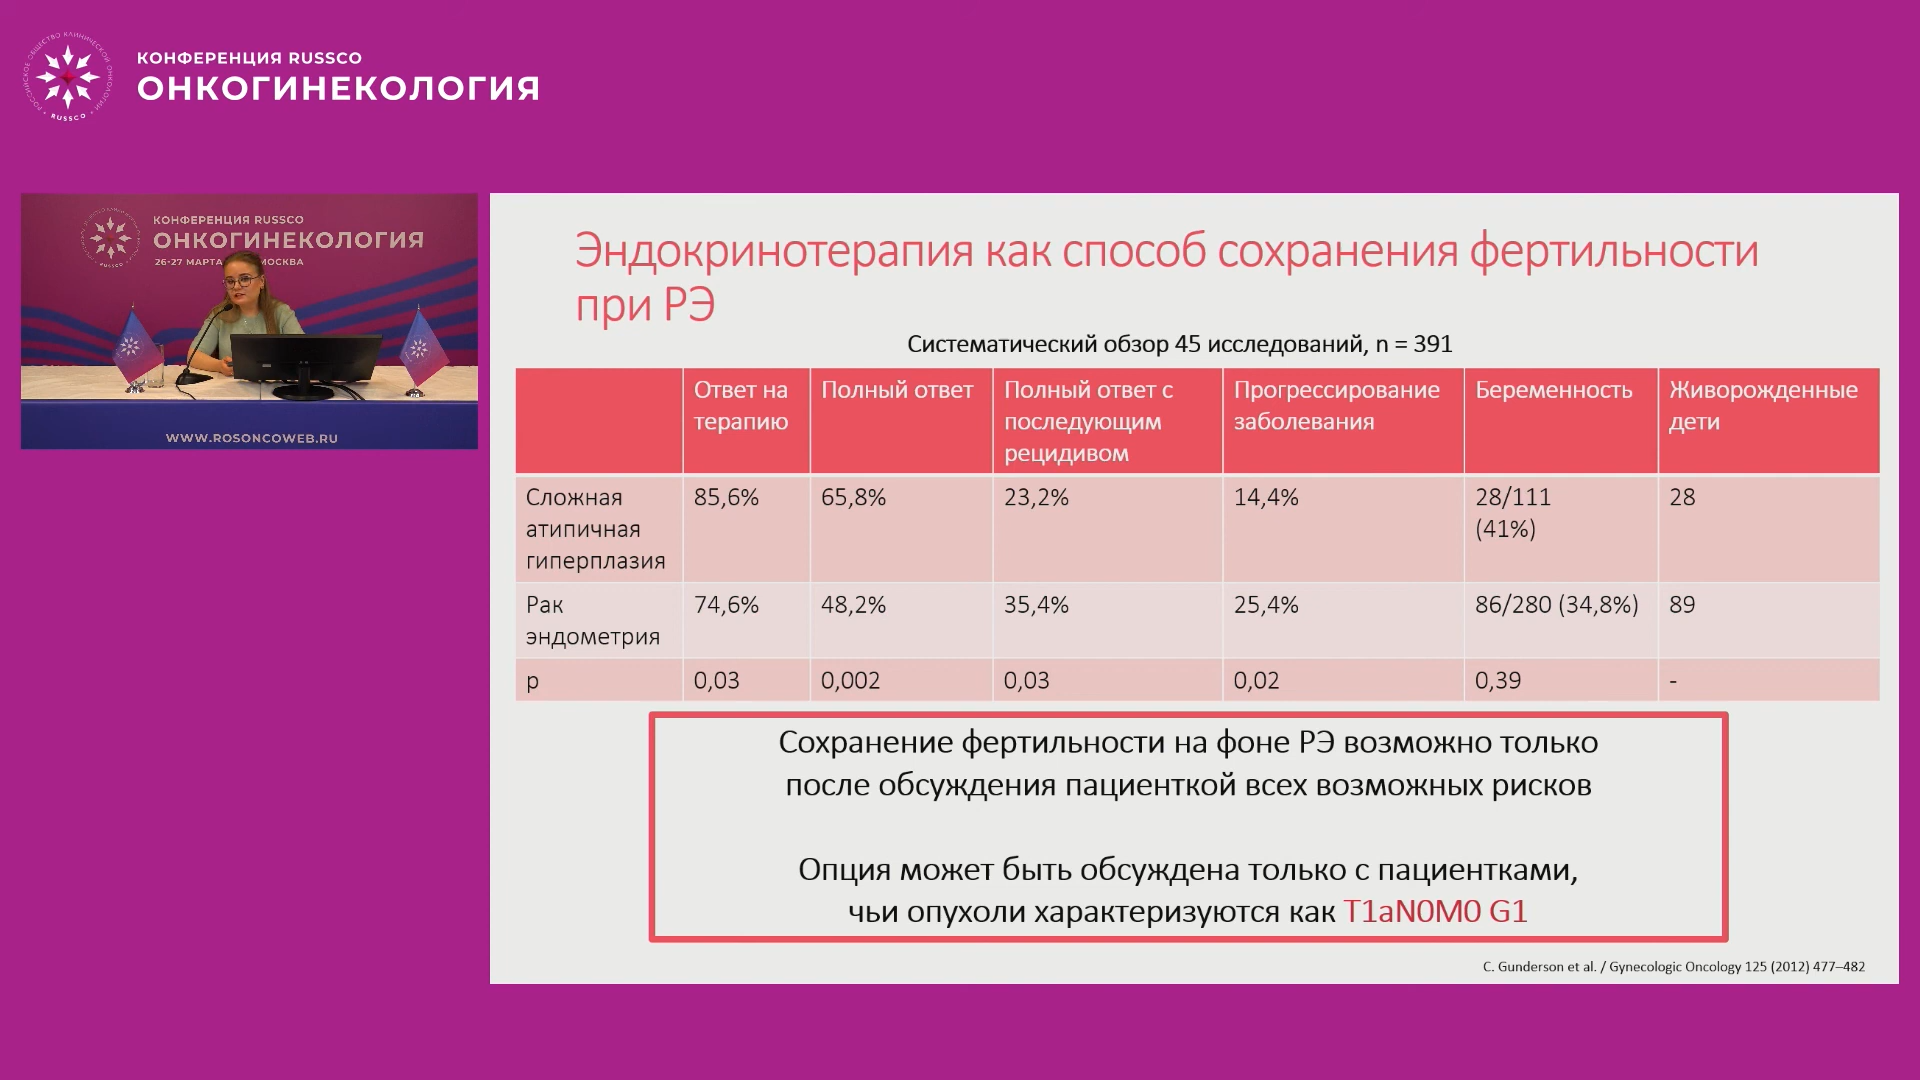 КОНФЕРЕНЦИЯ RUSSCO
ОНКОГИНЕКОЛОГИЯ
РОССИЙСКОЕ ОБЩЕСТВО КЛИНИЧЕСКОЙ ОНКОЛОГИИ
RUSSCO
КОНФЕРЕНЦИЯ RUSSCO
ОНКОГИНЕКОЛОГИЯ
26-27 МАРТА
МОСКВА
WWW.ROSONCOWEB.RU
Эндокринотерапия как способ сохранения фертильности
при РЭ
Систематический обзор 45 исследований, n = 391
Ответ на терапию | Полный ответ | Полный ответ с последующим рецидивом | Прогрессирование заболевания | Беременность | Живорожденные дети
Сложная атипичная гиперплазия | 85,6% | 65,8% | 23,2% | 14,4% | 28/111 (41%) | 28
Рак эндометрия | 74,6% | 48,2% | 35,4% | 25,4% | 86/280 (34,8%) | 89
p | 0,03 | 0,002 | 0,03 | 0,02 | 0,39 | -
Сохранение фертильности на фоне РЭ возможно только
после обсуждения пациенткой всех возможных рисков
Опция может быть обсуждена только с пациентками,
чьи опухоли характеризуются как T1aN0M0 G1
C. Gunderson et al. / Gynecologic Oncology 125 (2012) 477–482